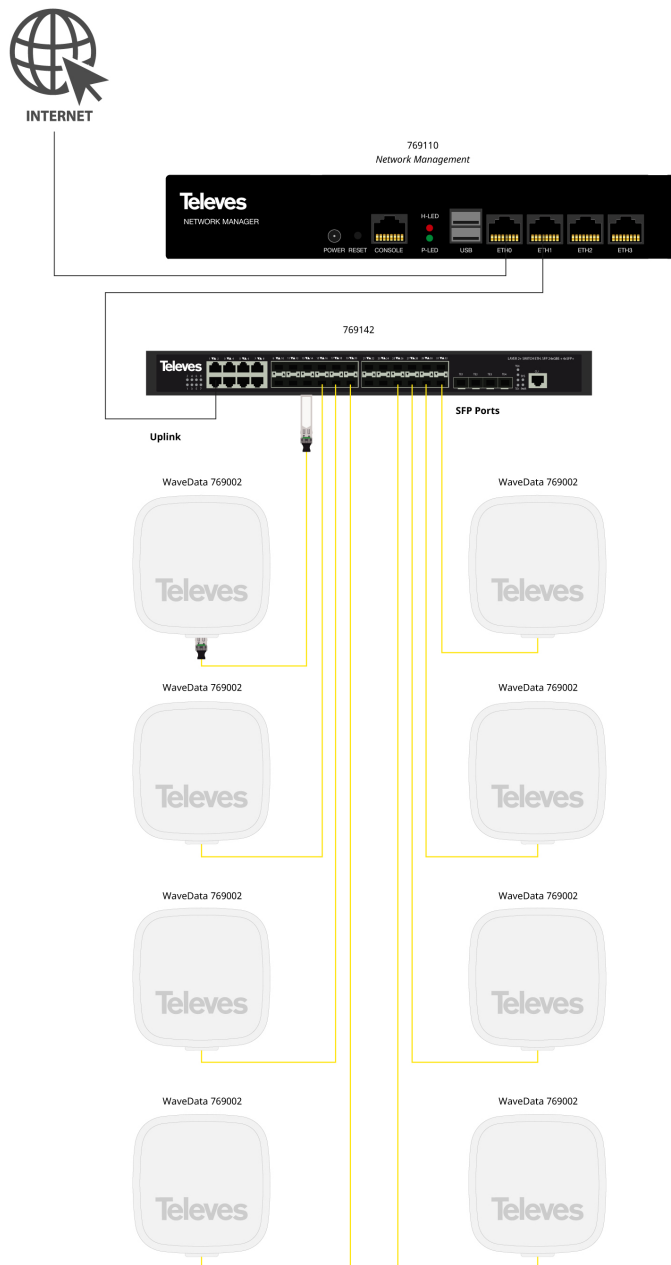 INTERNET
769110
Network Management
Televes
NETWORK MANAGER
H-LED
POWER RESET CONSOLE P-LED USB ETH0 ETH1 ETH2 ETH3
769142
Televes
Uplink
SFP Ports
WaveData 769002
WaveData 769002
Televes
Televes
WaveData 769002
WaveData 769002
Televes
Televes
WaveData 769002
WaveData 769002
Televes
Televes
WaveData 769002
WaveData 769002
Televes
Televes